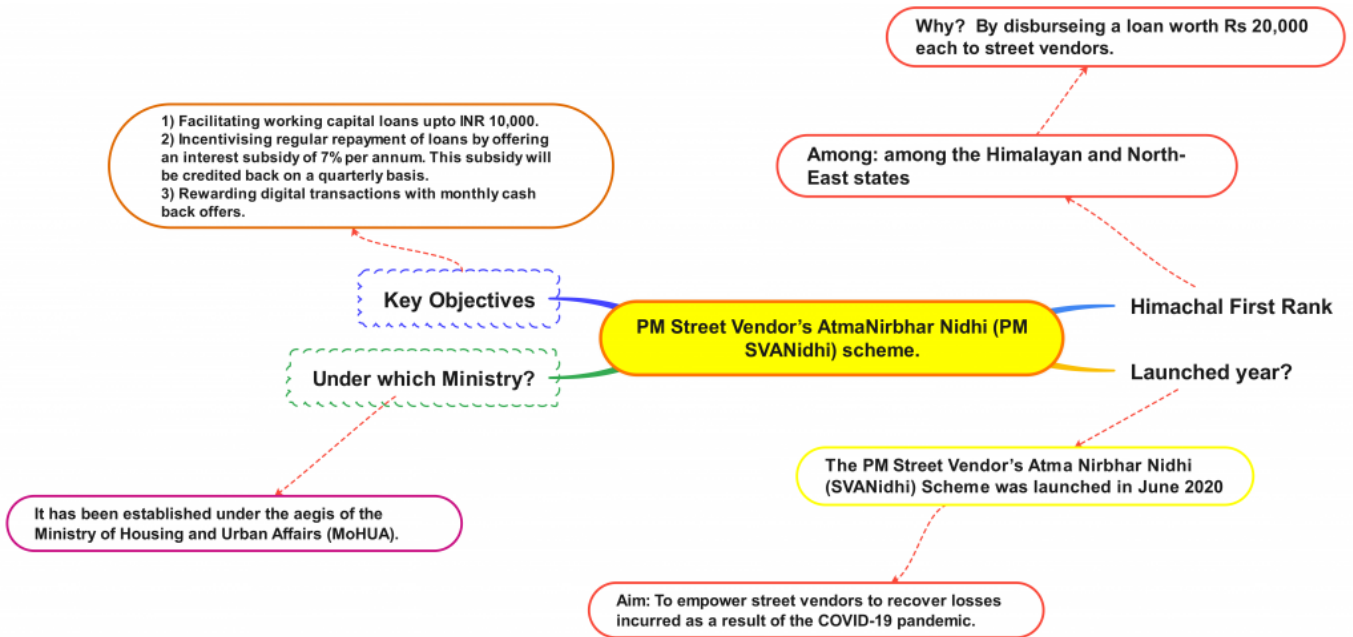 Why? By disburseing a loan worth Rs 20,000
each to street vendors.
1) Facilitating working capital loans upto INR 10,000.
2) Incentivising regular repayment of loans by offering
an interest subsidy of 7% per annum. This subsidy will
be credited back on a quarterly basis.
3) Rewarding digital transactions with monthly cash
back offers.
Among: among the Himalayan and North-
East states
Key Objectives
PM Street Vendor’s AtmaNirbhar Nidhi (PM
SVANidhi) scheme.
Himachal First Rank
Under which Ministry?
Launched year?
The PM Street Vendor’s Atma Nirbhar Nidhi
(SVANidhi) Scheme was launched in June 2020
It has been established under the aegis of the
Ministry of Housing and Urban Affairs (MoHUA).
Aim: To empower street vendors to recover losses
incurred as a result of the COVID-19 pandemic.